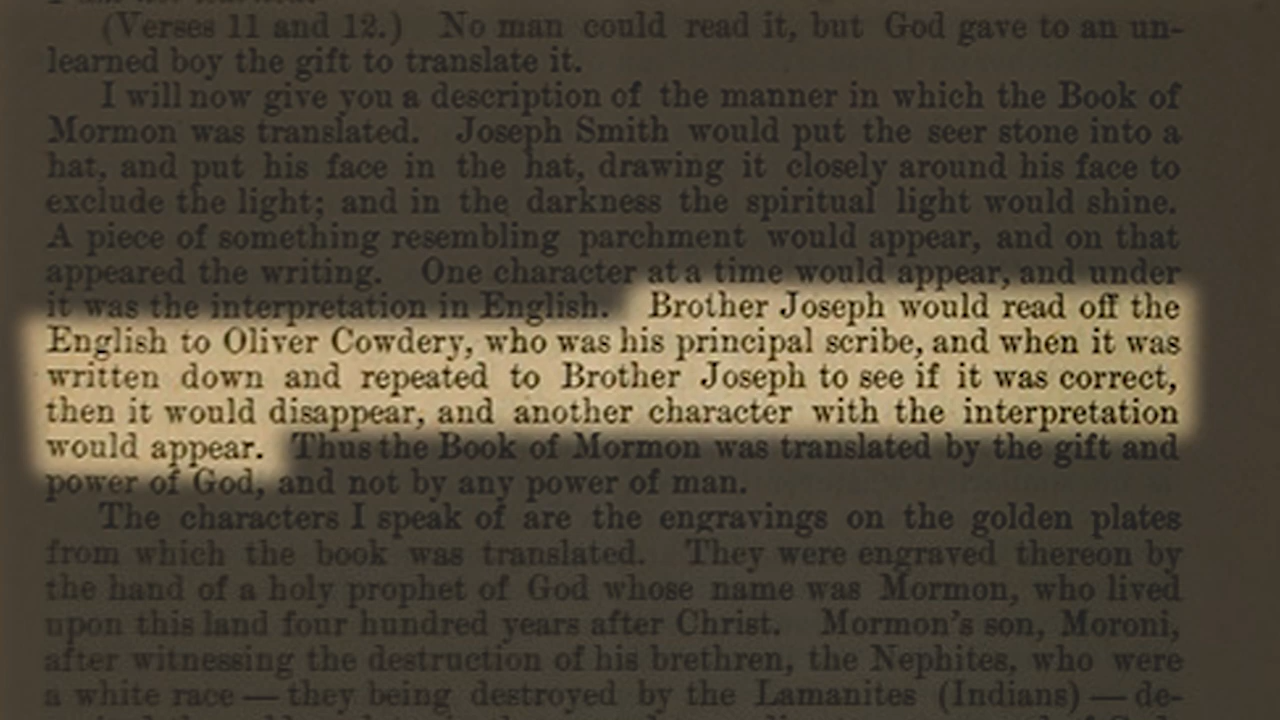 (Verses 11 and 12.) No man could read it, but God gave to an un-
learned boy the gift to translate it.
I will now give you a description of the manner in which the Book of
Mormon was translated. Joseph Smith would put the seer stone into a
hat, and put his face in the hat, drawing it closely around his face to
exclude the light; and in the darkness the spiritual light would shine.
A piece of something resembling parchment would appear, and on that
appeared the writing. One character at a time would appear, and under
it was the interpretation in English. Brother Joseph would read off the
English to Oliver Cowdery, who was his principal scribe, and when it was
written down and repeated to Brother Joseph to see if it was correct,
then it would disappear, and another character with the interpretation
would appear. Thus the Book of Mormon was translated by the gift and
power of God, and not by any power of man.
The characters I speak of are the engravings on the golden plates
from which the book was translated. They were engraved thereon by
the hand of a holy prophet of God whose name was Mormon, who lived
upon this land four hundred years after Christ. Mormon's son, Moroni,
after witnessing the destruction of his brethren, the Nephites, who were
a white race — they being destroyed by the Lamanites (Indians) — de-